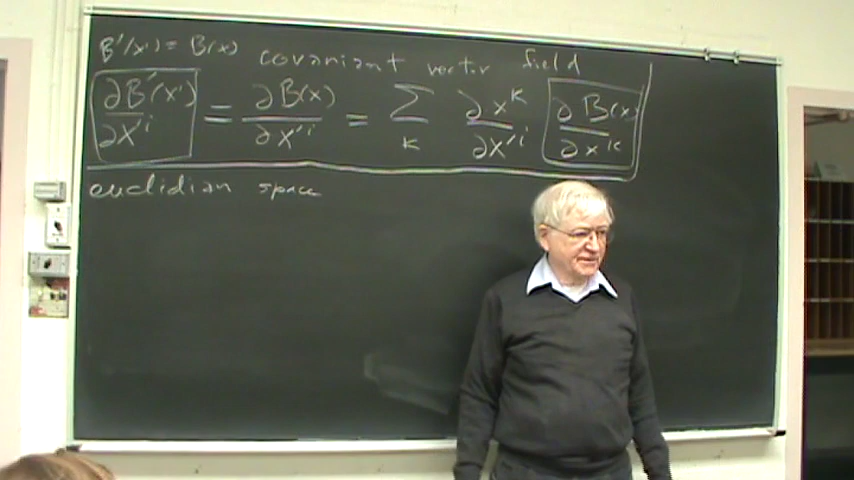 B'(x') = B(x) covariant vector field
∂B'(x')/∂x'^i = ∂B(x)/∂x'^i = Σ_k ∂x^k/∂x'^i ∂B(x)/∂x^k
euclidian space